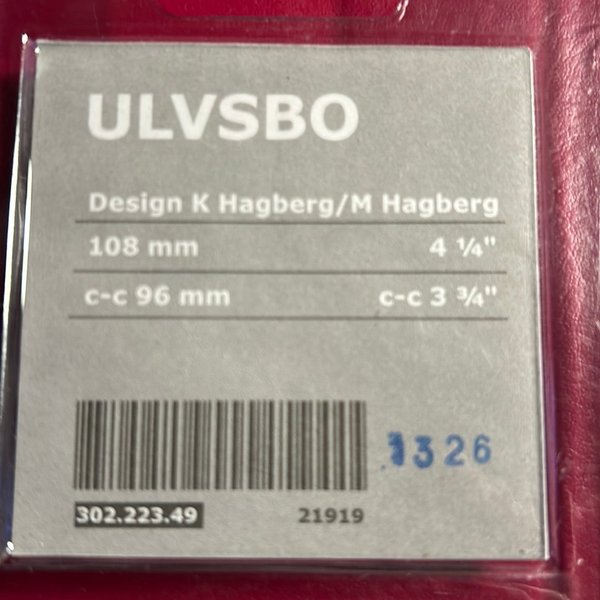 ULVSBO
Design K Hagberg/M Hagberg
108 mm 4 ¼"
c-c 96 mm c-c 3 ¾"
1326
302.223.49 21919